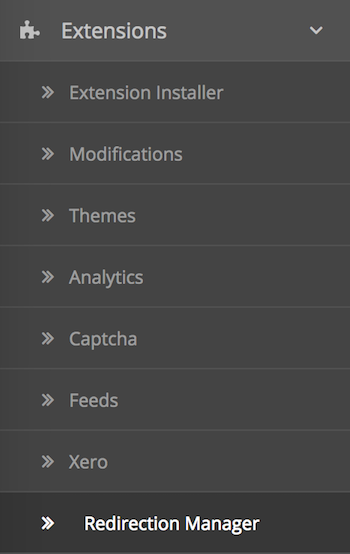 Extensions
Extension Installer
Modifications
Themes
Analytics
Captcha
Feeds
Xero
Redirection Manager